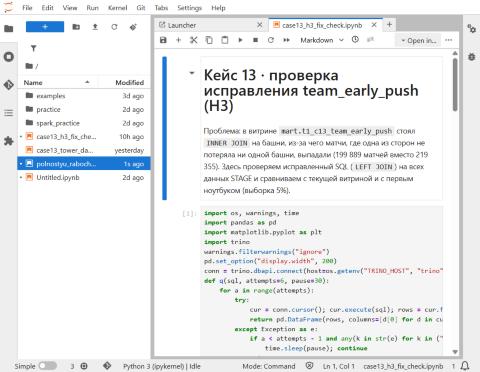 File Edit View Run Kernel Git Tabs Settings Help
Launcher
case13_h3_fix_check.ipynb
Markdown
Open in...
/
Name
Modified
examples 3d ago
practice 2d ago
spark_practice 2d ago
case13_h3_fix_che... 10h ago
case13_tower_da... yesterday
polnostyu_raboch... 1s ago
Untitled.ipynb 2d ago
Кейс 13 · проверка
исправления team_early_push
(H3)
Проблема: в витрине mart.t1_c13_team_early_push стоял
INNER JOIN на башни, из-за чего матчи, где одна из сторон не
потеряла ни одной башни, выпадали (199 889 матчей вместо 219
355). Здесь проверяем исправленный SQL ( LEFT JOIN ) на всех
данных STAGE и сравниваем с текущей витриной и с первым
ноутбуком (выборка 5%).
[1]:
import os, warnings, time
import pandas as pd
import matplotlib.pyplot as plt
import trino
warnings.filterwarnings("ignore")
pd.set_option("display.width", 200)
conn = trino.dbapi.connect(host=os.getenv("TRINO_HOST", "trino"
def q(sql, attempts=6, pause=30):
for a in range(attempts):
try:
cur = conn.cursor(); cur.execute(sql); rows = cur.f
return pd.DataFrame(rows, columns=[d[0] for d in cu
except Exception as e:
if a < attempts - 1 and any(k in str(e) for k in ("
time.sleep(pause); continue
Simple
3
Python 3 (ipykernel) | Idle
Mode: Command
Ln 1, Col 1
case13_h3_fix_check.ipynb
1